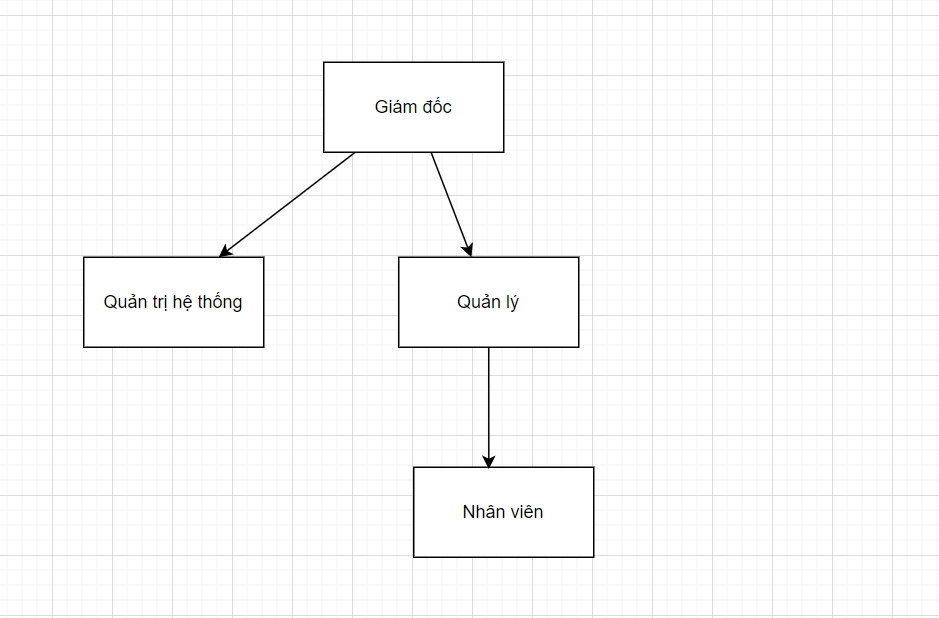 Giám đốc
Quản trị hệ thống
Quản lý
Nhân viên